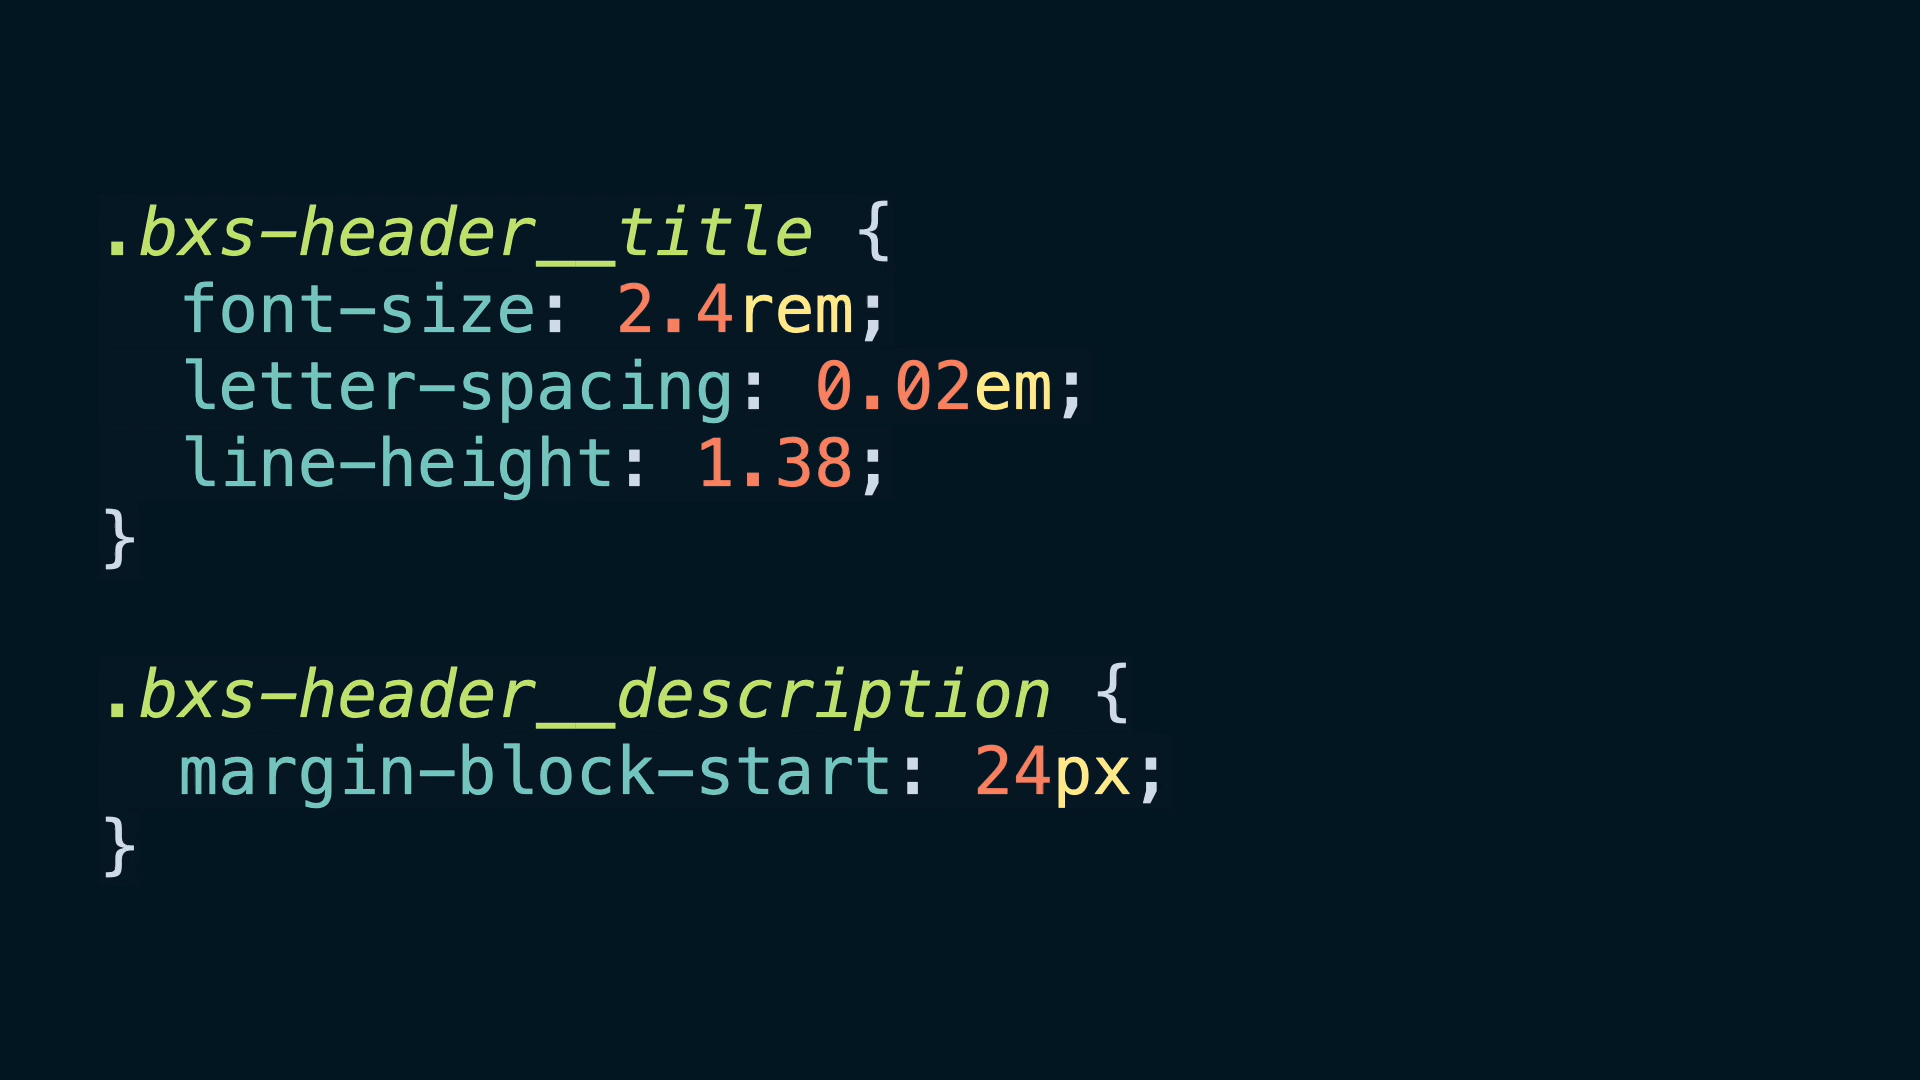 .bxs-header__title {
  font-size: 2.4rem;
  letter-spacing: 0.02em;
  line-height: 1.38;
}

.bxs-header__description {
  margin-block-start: 24px;
}